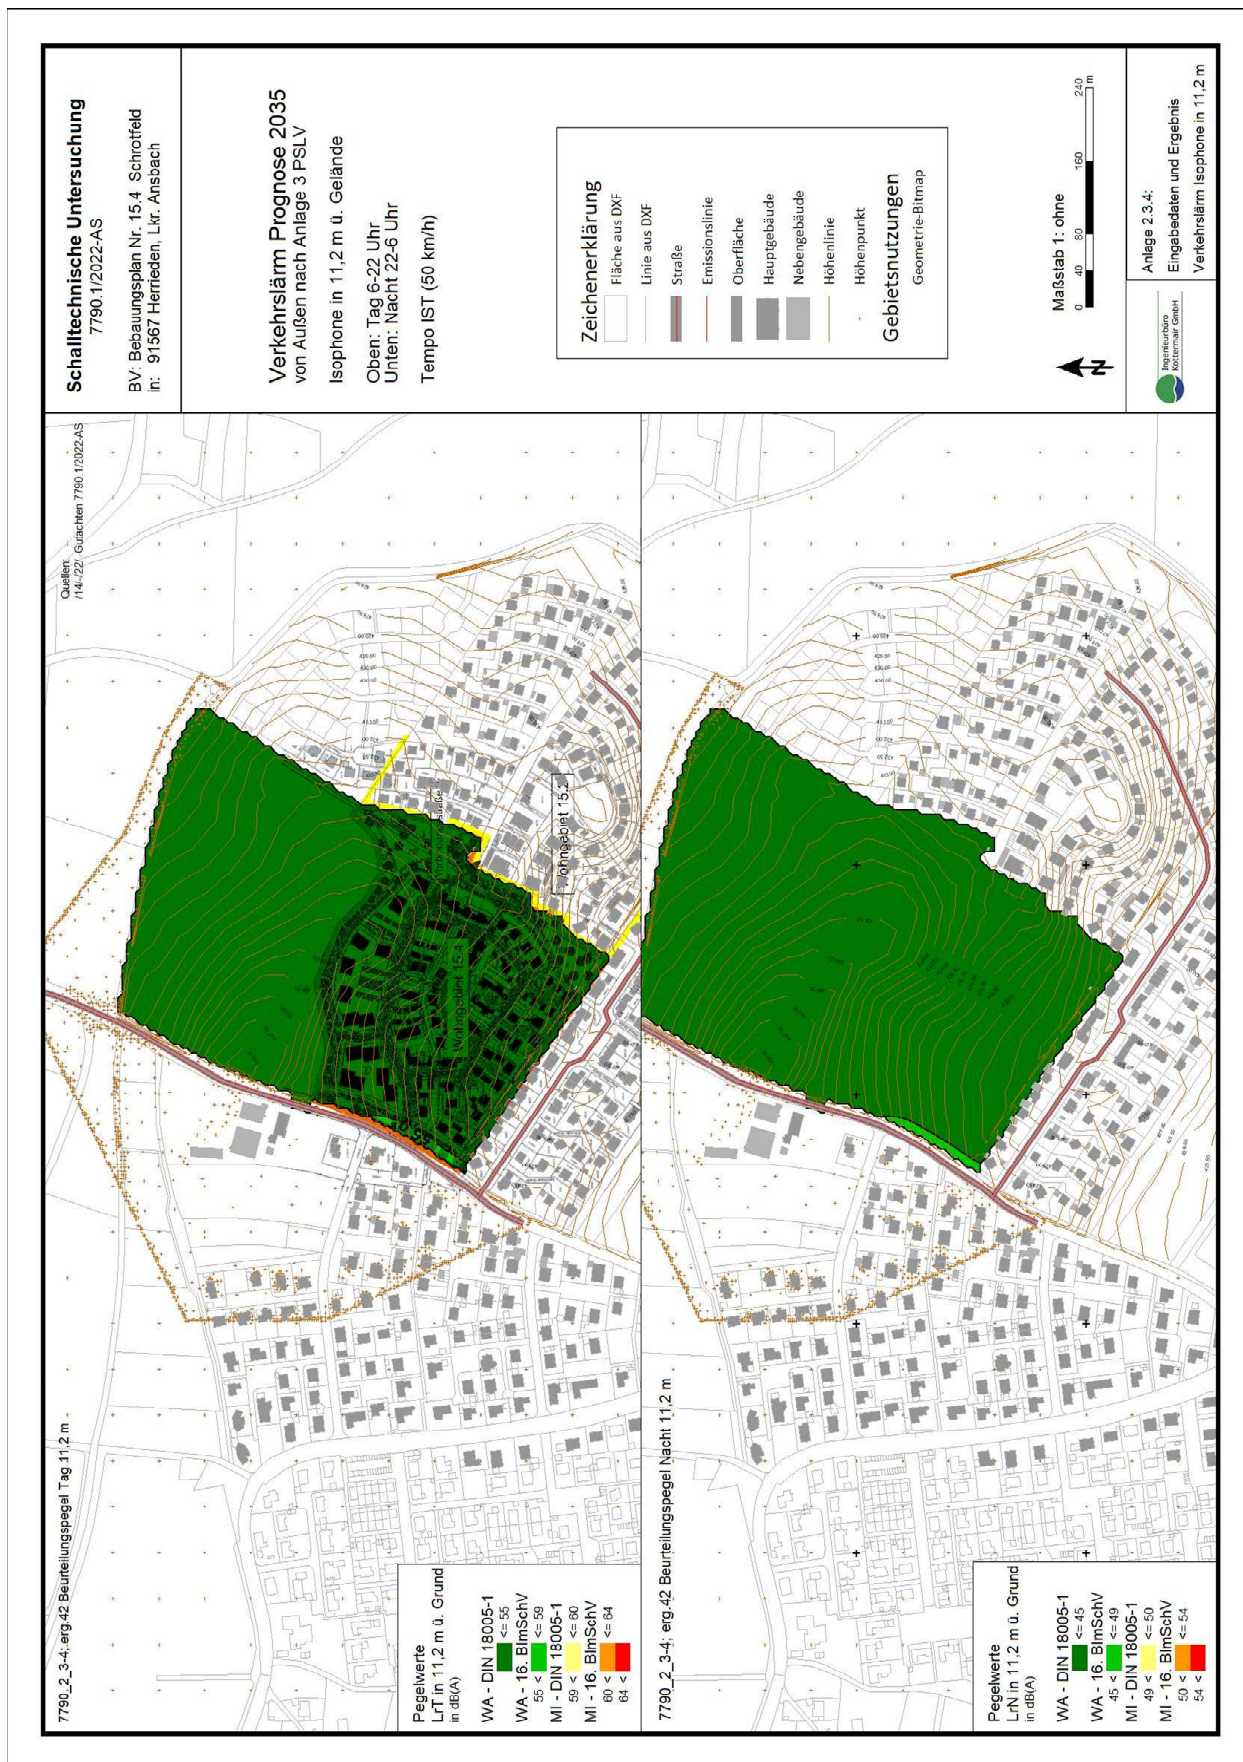 Schalltechnische Untersuchung
7790.1/2022-AS
BV: Bebauungsplan Nr. 15.4 Schrotfeld
in: 91567 Herrieden, Lkr. Ansbach
Verkehrslärm Prognose 2035
von Außen nach Anlage 3 PSLV
Isophone in 11,2 m ü. Gelände
Oben: Tag 6-22 Uhr
Unten: Nacht 22-6 Uhr
Tempo IST (50 km/h)
Zeichenerklärung
Fläche aus DXF
Linie aus DXF
Straße
Emissionslinie
Oberfläche
Hauptgebäude
Nebengebäude
Höhenlinie
Höhenpunkt
Gebietsnutzungen
Geometrie-Bitmap
Maßstab 1: ohne
0 40 80 160 240
m
N
Ingenieurbüro
Kottermair GmbH
Anlage 2.3.4:
Eingabedaten und Ergebnis
Verkehrslärm Isophone in 11,2 m
7790_2_3-4; erg.42 Beurteilungspegel Tag 11,2 m
Quellen:
/14/-/22/ Gutachten 7790.1/2022-AS
Wohngebiet 15.4
Wohngebiet 15.2
Pegelwerte
LrT in 11,2 m ü. Grund
in dB(A)
WA - DIN 18005-1
<= 55
WA - 16. BImSchV
55 < <= 59
MI - DIN 18005-1
59 < <= 60
MI - 16. BImSchV
60 < <= 64
64 <
7790_2_3-4; erg.42 Beurteilungspegel Nacht 11,2 m
Pegelwerte
LrN in 11,2 m ü. Grund
in dB(A)
WA - DIN 18005-1
<= 45
WA - 16. BImSchV
45 < <= 49
MI - DIN 18005-1
49 < <= 50
MI - 16. BImSchV
50 < <= 54
54 <